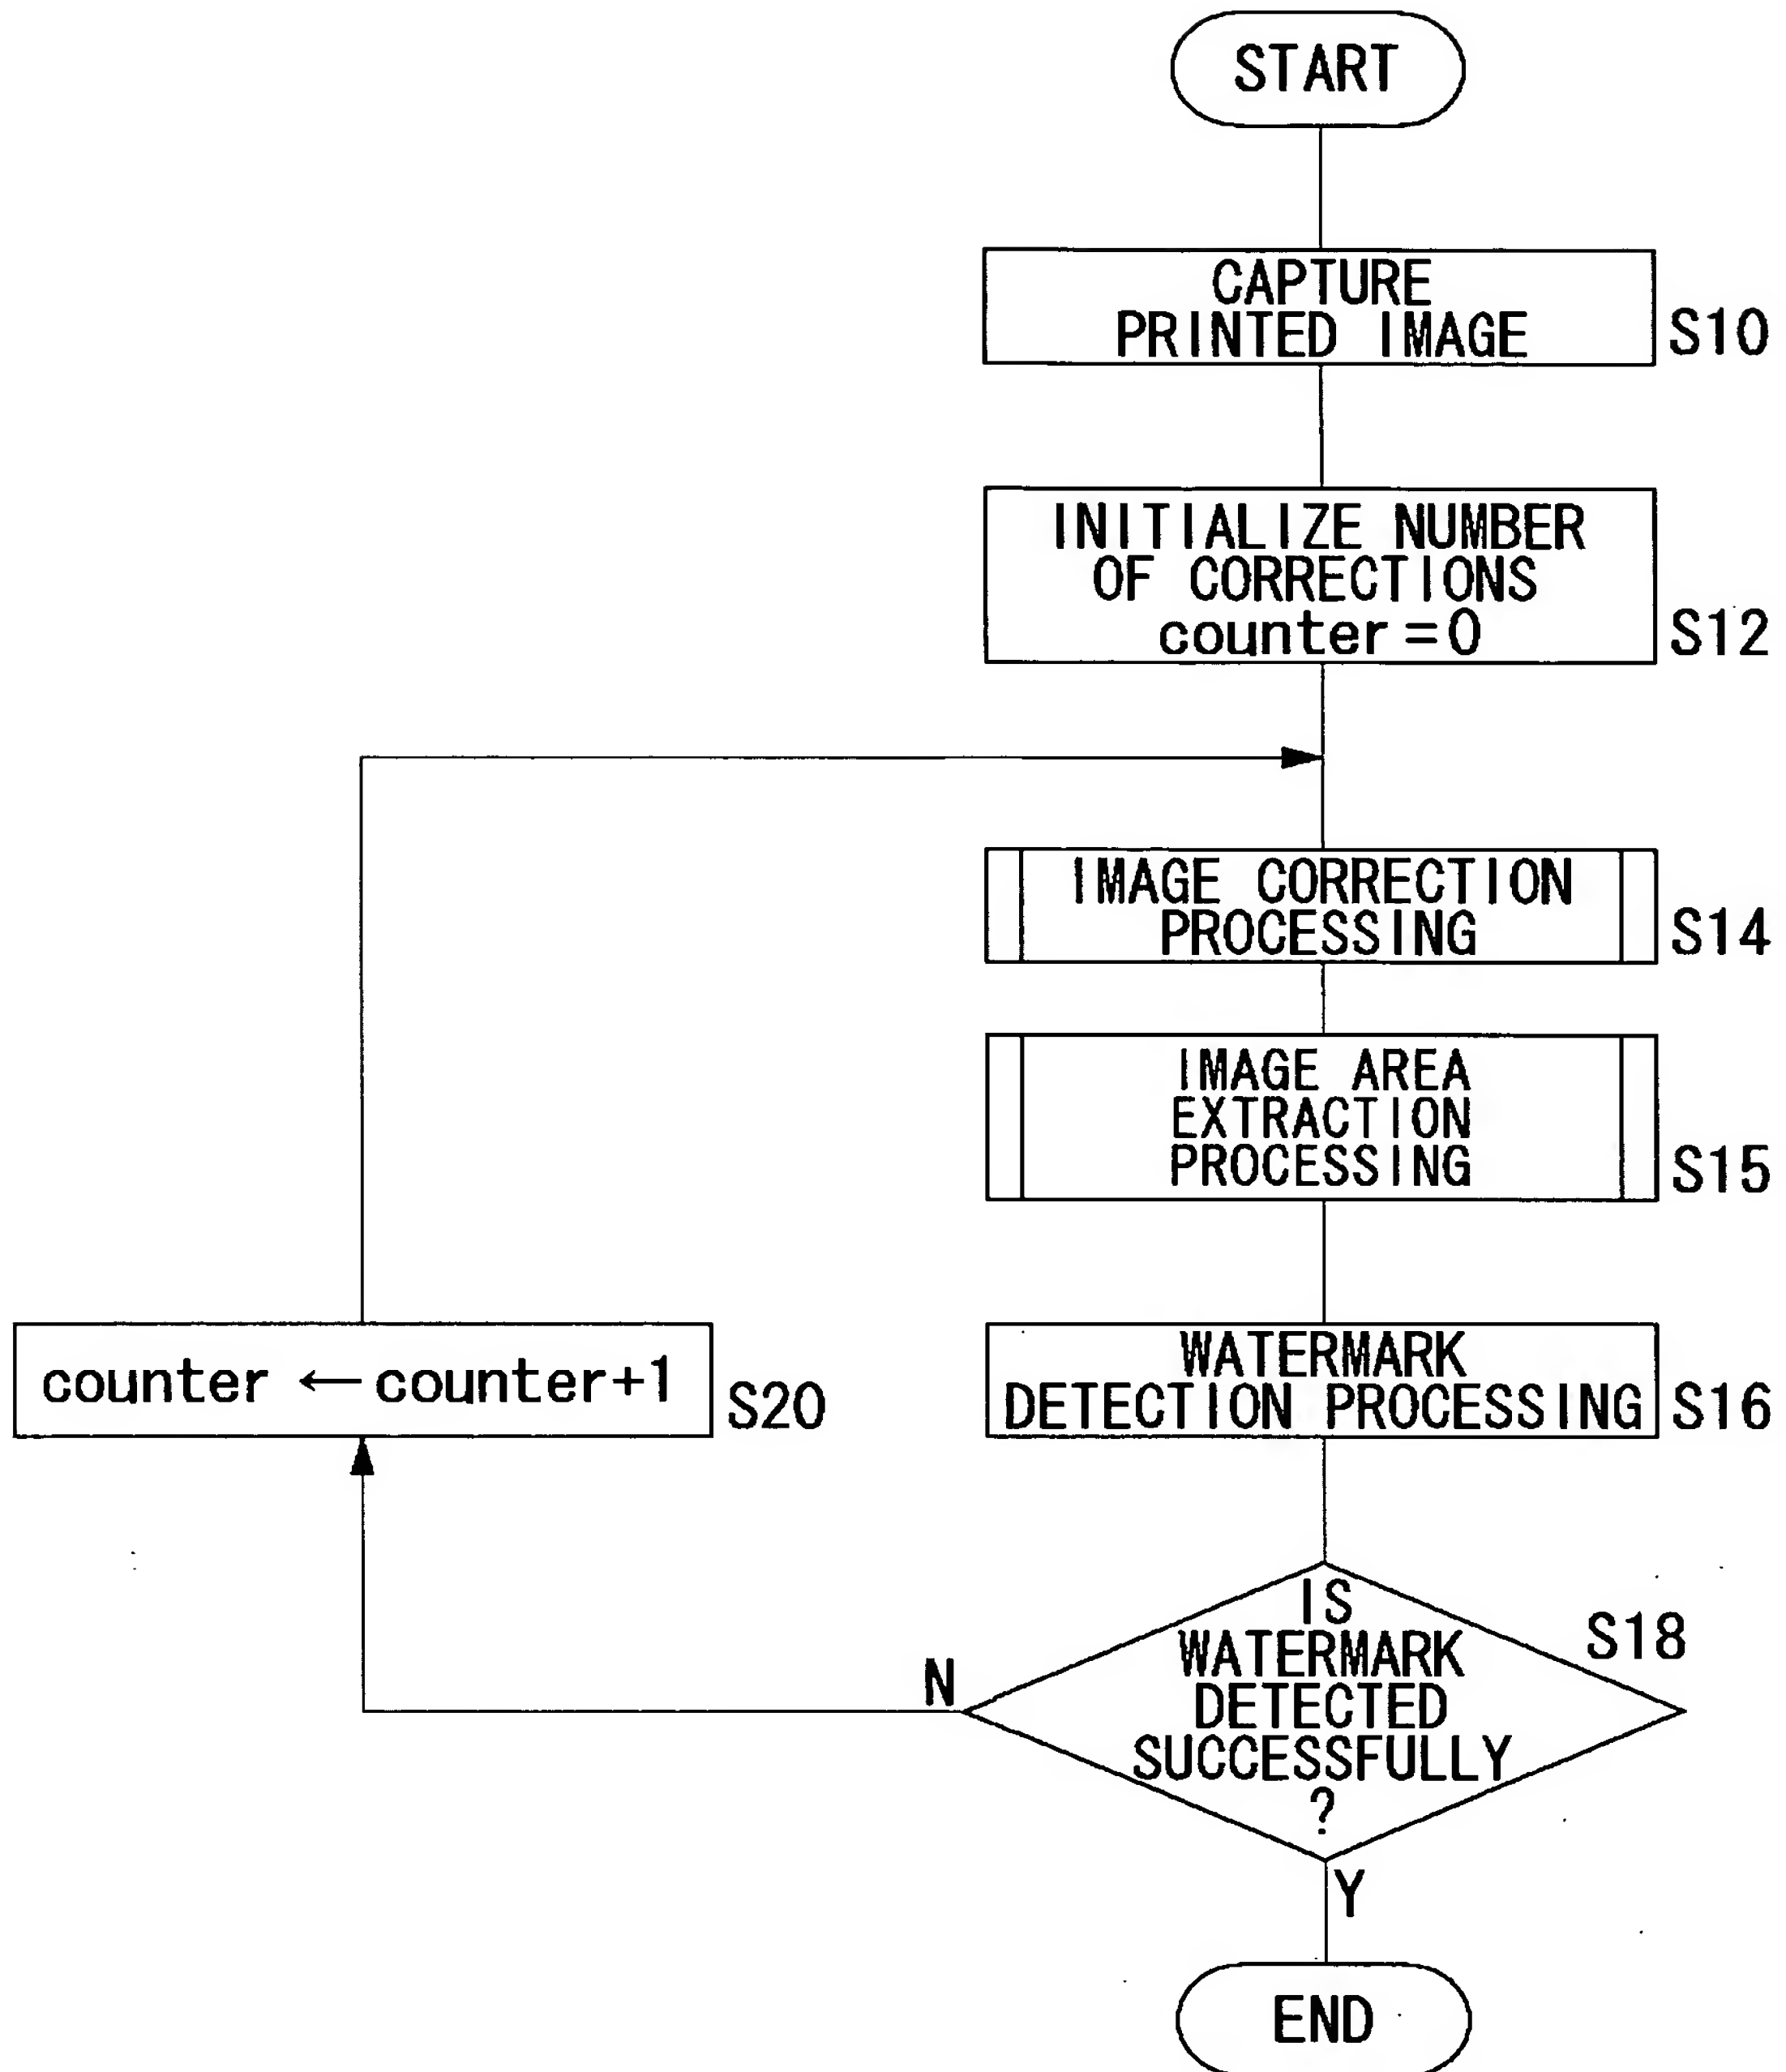 START
CAPTURE
PRINTED IMAGE
S10
INITIALIZE NUMBER
OF CORRECTIONS
counter=0
S12
IMAGE CORRECTION
PROCESSING
S14
IMAGE AREA
EXTRACTION
PROCESSING
S15
WATERMARK
DETECTION PROCESSING
S16
counter ← counter+1
S20
IS
WATERMARK
DETECTED
SUCCESSFULLY
?
S18
N
Y
END